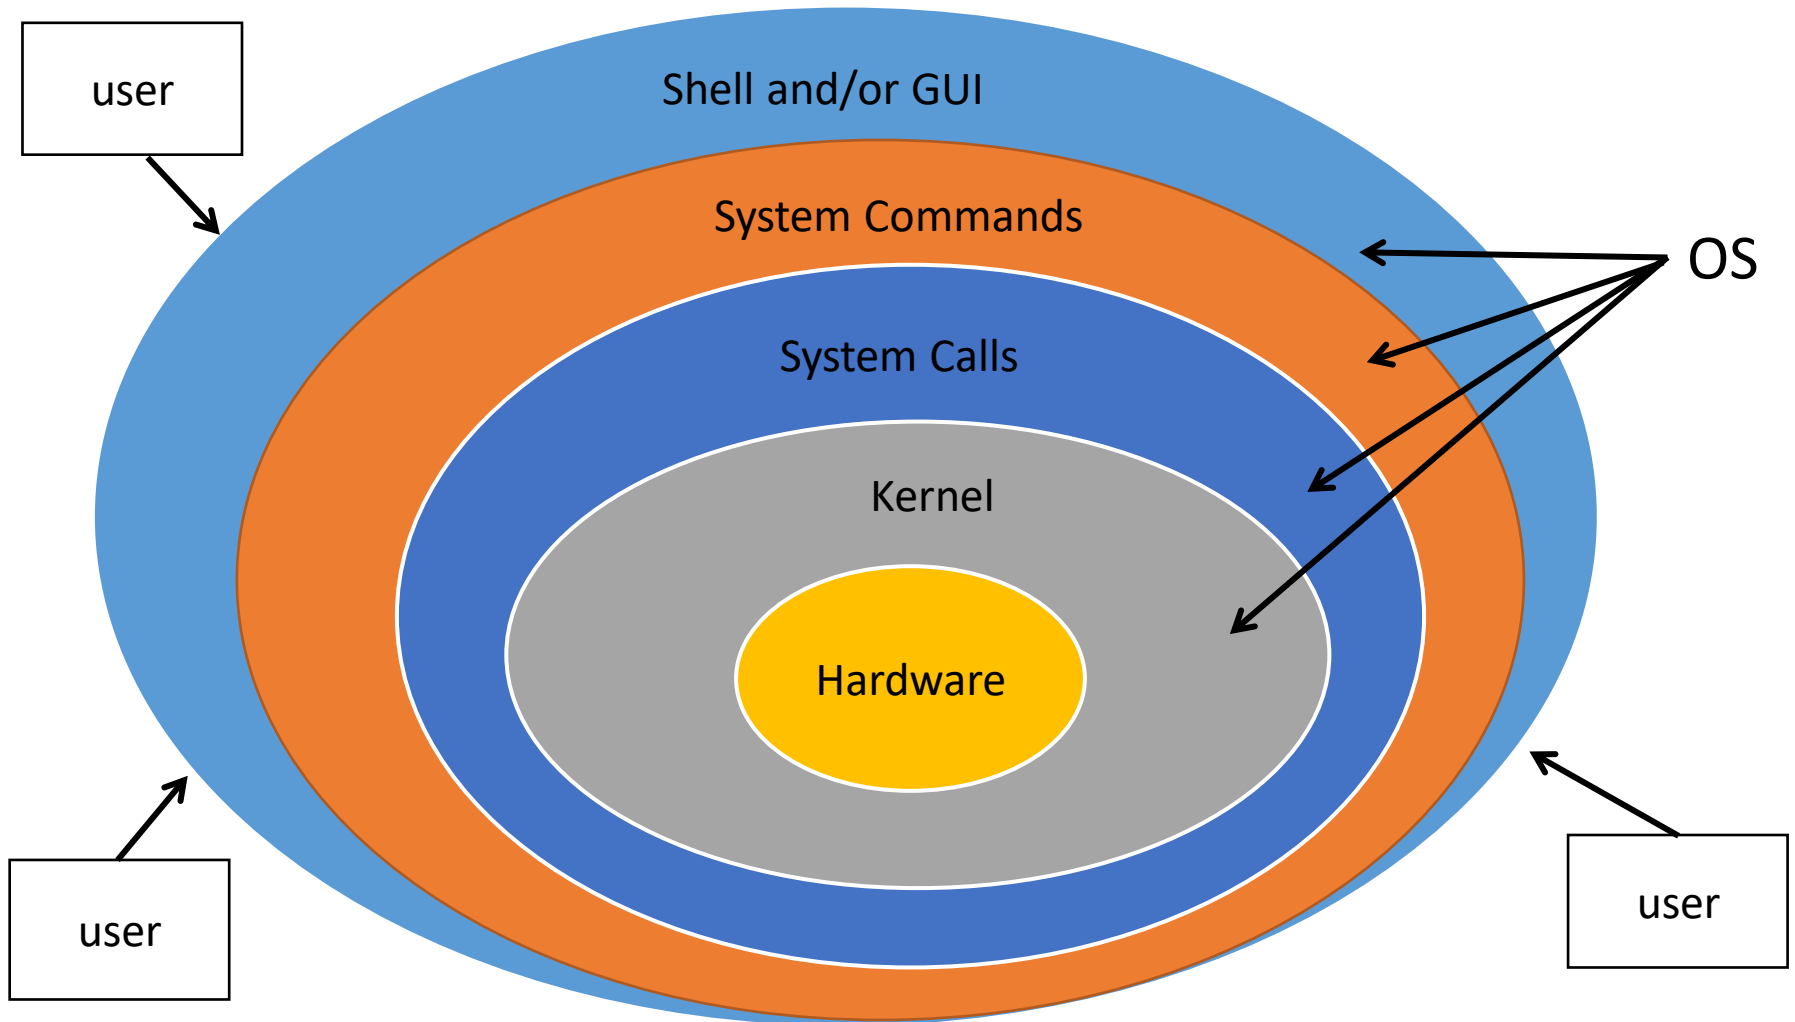 user
Shell and/or GUI
System Commands
OS
System Calls
Kernel
Hardware
user
user